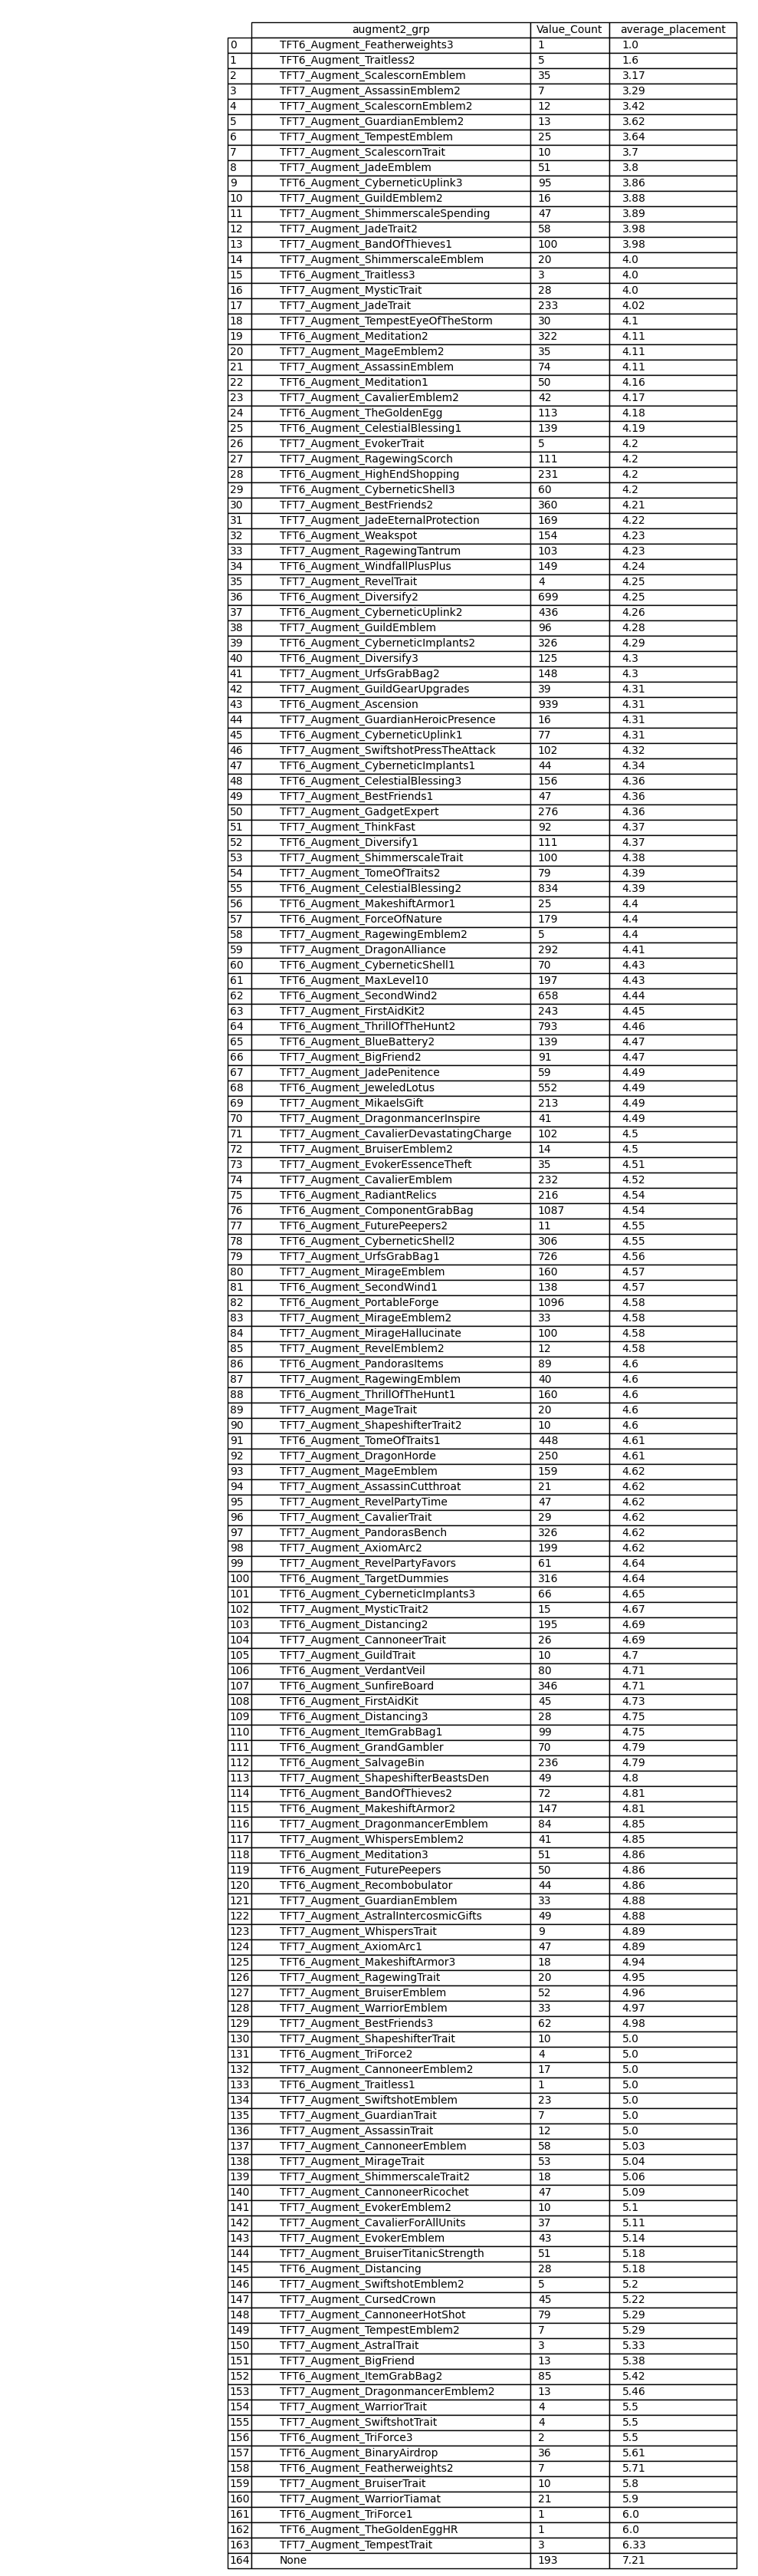 augment2_grp Value_Count average_placement
0 TFT6_Augment_Featherweights3 1 1.0
1 TFT6_Augment_Traitless2 5 1.6
2 TFT7_Augment_ScalescornEmblem 35 3.17
3 TFT7_Augment_AssassinEmblem2 7 3.29
4 TFT7_Augment_ScalescornEmblem2 12 3.42
5 TFT7_Augment_GuardianEmblem2 13 3.62
6 TFT7_Augment_TempestEmblem 25 3.64
7 TFT7_Augment_ScalescornTrait 10 3.7
8 TFT7_Augment_JadeEmblem 51 3.8
9 TFT6_Augment_CyberneticUplink3 95 3.86
10 TFT7_Augment_GuildEmblem2 16 3.88
11 TFT7_Augment_ShimmerscaleSpending 47 3.89
12 TFT7_Augment_JadeTrait2 58 3.98
13 TFT7_Augment_BandOfThieves1 100 3.98
14 TFT7_Augment_ShimmerscaleEmblem 20 4.0
15 TFT6_Augment_Traitless3 3 4.0
16 TFT7_Augment_MysticTrait 28 4.0
17 TFT7_Augment_JadeTrait 233 4.02
18 TFT7_Augment_TempestEyeOfTheStorm 30 4.1
19 TFT6_Augment_Meditation2 322 4.11
20 TFT7_Augment_MageEmblem2 35 4.11
21 TFT7_Augment_AssassinEmblem 74 4.11
22 TFT6_Augment_Meditation1 50 4.16
23 TFT7_Augment_CavalierEmblem2 42 4.17
24 TFT6_Augment_TheGoldenEgg 113 4.18
25 TFT6_Augment_CelestialBlessing1 139 4.19
26 TFT7_Augment_EvokerTrait 5 4.2
27 TFT7_Augment_RagewingScorch 111 4.2
28 TFT6_Augment_HighEndShopping 231 4.2
29 TFT6_Augment_CyberneticShell3 60 4.2
30 TFT7_Augment_BestFriends2 360 4.21
31 TFT7_Augment_JadeEternalProtection 169 4.22
32 TFT6_Augment_Weakspot 154 4.23
33 TFT7_Augment_RagewingTantrum 103 4.23
34 TFT6_Augment_WindfallPlusPlus 149 4.24
35 TFT7_Augment_RevelTrait 4 4.25
36 TFT6_Augment_Diversify2 699 4.25
37 TFT6_Augment_CyberneticUplink2 436 4.26
38 TFT7_Augment_GuildEmblem 96 4.28
39 TFT6_Augment_CyberneticImplants2 326 4.29
40 TFT6_Augment_Diversify3 125 4.3
41 TFT7_Augment_UrfsGrabBag2 148 4.3
42 TFT7_Augment_GuildGearUpgrades 39 4.31
43 TFT6_Augment_Ascension 939 4.31
44 TFT7_Augment_GuardianHeroicPresence 16 4.31
45 TFT6_Augment_CyberneticUplink1 77 4.31
46 TFT7_Augment_SwiftshotPressTheAttack 102 4.32
47 TFT6_Augment_CyberneticImplants1 44 4.34
48 TFT6_Augment_CelestialBlessing3 156 4.36
49 TFT7_Augment_BestFriends1 47 4.36
50 TFT7_Augment_GadgetExpert 276 4.36
51 TFT7_Augment_ThinkFast 92 4.37
52 TFT6_Augment_Diversify1 111 4.37
53 TFT7_Augment_ShimmerscaleTrait 100 4.38
54 TFT7_Augment_TomeOfTraits2 79 4.39
55 TFT6_Augment_CelestialBlessing2 834 4.39
56 TFT6_Augment_MakeshiftArmor1 25 4.4
57 TFT6_Augment_ForceOfNature 179 4.4
58 TFT7_Augment_RagewingEmblem2 5 4.4
59 TFT7_Augment_DragonAlliance 292 4.41
60 TFT6_Augment_CyberneticShell1 70 4.43
61 TFT7_Augment_MaxLevel10 197 4.43
62 TFT6_Augment_SecondWind2 658 4.44
63 TFT7_Augment_FirstAidKit2 243 4.45
64 TFT6_Augment_ThrillOfTheHunt2 793 4.46
65 TFT6_Augment_BlueBattery2 139 4.47
66 TFT7_Augment_BigFriend2 91 4.47
67 TFT7_Augment_JadePenitence 59 4.49
68 TFT6_Augment_JeweledLotus 552 4.49
69 TFT7_Augment_MikaelsGift 213 4.49
70 TFT7_Augment_DragonmancerInspire 41 4.49
71 TFT7_Augment_CavalierDevastatingCharge 102 4.5
72 TFT7_Augment_BruiserEmblem2 14 4.5
73 TFT7_Augment_EvokerEssenceTheft 35 4.51
74 TFT7_Augment_CavalierEmblem 232 4.52
75 TFT6_Augment_RadiantRelics 216 4.54
76 TFT6_Augment_ComponentGrabBag 1087 4.54
77 TFT6_Augment_FuturePeepers2 11 4.55
78 TFT6_Augment_CyberneticShell2 306 4.55
79 TFT7_Augment_UrfsGrabBag1 726 4.56
80 TFT7_Augment_MirageEmblem 160 4.57
81 TFT6_Augment_SecondWind1 138 4.57
82 TFT6_Augment_PortableForge 1096 4.58
83 TFT7_Augment_MirageEmblem2 33 4.58
84 TFT7_Augment_MirageHallucinate 100 4.58
85 TFT7_Augment_RevelEmblem2 12 4.58
86 TFT6_Augment_PandorasItems 89 4.6
87 TFT7_Augment_RagewingEmblem 40 4.6
88 TFT6_Augment_ThrillOfTheHunt1 160 4.6
89 TFT7_Augment_MageTrait 20 4.6
90 TFT7_Augment_ShapeshifterTrait2 10 4.6
91 TFT6_Augment_TomeOfTraits1 448 4.61
92 TFT7_Augment_DragonHorde 250 4.61
93 TFT7_Augment_MageEmblem 159 4.62
94 TFT7_Augment_AssassinCutthroat 21 4.62
95 TFT7_Augment_RevelPartyTime 47 4.62
96 TFT7_Augment_CavalierTrait 29 4.62
97 TFT7_Augment_PandorasBench 326 4.62
98 TFT7_Augment_AxiomArc2 199 4.62
99 TFT7_Augment_RevelPartyFavors 61 4.64
100 TFT6_Augment_TargetDummies 316 4.64
101 TFT6_Augment_CyberneticImplants3 66 4.65
102 TFT7_Augment_MysticTrait2 15 4.67
103 TFT6_Augment_Distancing2 195 4.69
104 TFT7_Augment_CannoneerTrait 26 4.69
105 TFT7_Augment_GuildTrait 10 4.7
106 TFT6_Augment_VerdantVeil 80 4.71
107 TFT6_Augment_SunfireBoard 346 4.71
108 TFT6_Augment_FirstAidKit 45 4.73
109 TFT6_Augment_Distancing3 28 4.75
110 TFT6_Augment_ItemGrabBag1 99 4.75
111 TFT6_Augment_GrandGambler 70 4.79
112 TFT6_Augment_SalvageBin 236 4.79
113 TFT7_Augment_ShapeshifterBeastsDen 49 4.8
114 TFT6_Augment_BandOfThieves2 72 4.81
115 TFT6_Augment_MakeshiftArmor2 147 4.81
116 TFT7_Augment_DragonmancerEmblem 84 4.85
117 TFT7_Augment_WhispersEmblem2 41 4.85
118 TFT6_Augment_Meditation3 51 4.86
119 TFT6_Augment_FuturePeepers 50 4.86
120 TFT6_Augment_Recombobulator 44 4.86
121 TFT7_Augment_GuardianEmblem 33 4.88
122 TFT7_Augment_AstralIntercosmicGifts 49 4.88
123 TFT7_Augment_WhispersTrait 9 4.89
124 TFT7_Augment_AxiomArc1 47 4.89
125 TFT6_Augment_MakeshiftArmor3 18 4.94
126 TFT7_Augment_RagewingTrait 20 4.95
127 TFT7_Augment_BruiserEmblem 52 4.96
128 TFT7_Augment_WarriorEmblem 33 4.97
129 TFT7_Augment_BestFriends3 62 4.98
130 TFT7_Augment_ShapeshifterTrait 10 5.0
131 TFT6_Augment_TriForce2 4 5.0
132 TFT7_Augment_CannoneerEmblem2 17 5.0
133 TFT6_Augment_Traitless1 1 5.0
134 TFT7_Augment_SwiftshotEmblem 23 5.0
135 TFT7_Augment_GuardianTrait 7 5.0
136 TFT7_Augment_AssassinTrait 12 5.0
137 TFT7_Augment_CannoneerEmblem 58 5.03
138 TFT7_Augment_MirageTrait 53 5.04
139 TFT7_Augment_ShimmerscaleTrait2 18 5.06
140 TFT7_Augment_CannoneerRicochet 47 5.09
141 TFT7_Augment_EvokerEmblem2 10 5.1
142 TFT7_Augment_CavalierForAllUnits 37 5.11
143 TFT7_Augment_EvokerEmblem 43 5.14
144 TFT7_Augment_BruiserTitanicStrength 51 5.18
145 TFT6_Augment_Distancing 28 5.18
146 TFT7_Augment_SwiftshotEmblem2 5 5.2
147 TFT7_Augment_CursedCrown 45 5.22
148 TFT7_Augment_CannoneerHotShot 79 5.29
149 TFT7_Augment_TempestEmblem2 7 5.29
150 TFT7_Augment_AstralTrait 3 5.33
151 TFT7_Augment_BigFriend 13 5.38
152 TFT6_Augment_ItemGrabBag2 85 5.42
153 TFT7_Augment_DragonmancerEmblem2 13 5.46
154 TFT7_Augment_WarriorTrait 4 5.5
155 TFT7_Augment_SwiftshotTrait 4 5.5
156 TFT6_Augment_TriForce3 2 5.5
157 TFT6_Augment_BinaryAirdrop 36 5.61
158 TFT6_Augment_Featherweights2 7 5.71
159 TFT7_Augment_BruiserTrait 10 5.8
160 TFT7_Augment_WarriorTiamat 21 5.9
161 TFT6_Augment_TriForce1 1 6.0
162 TFT6_Augment_TheGoldenEggHR 1 6.0
163 TFT7_Augment_TempestTrait 3 6.33
164 None 193 7.21